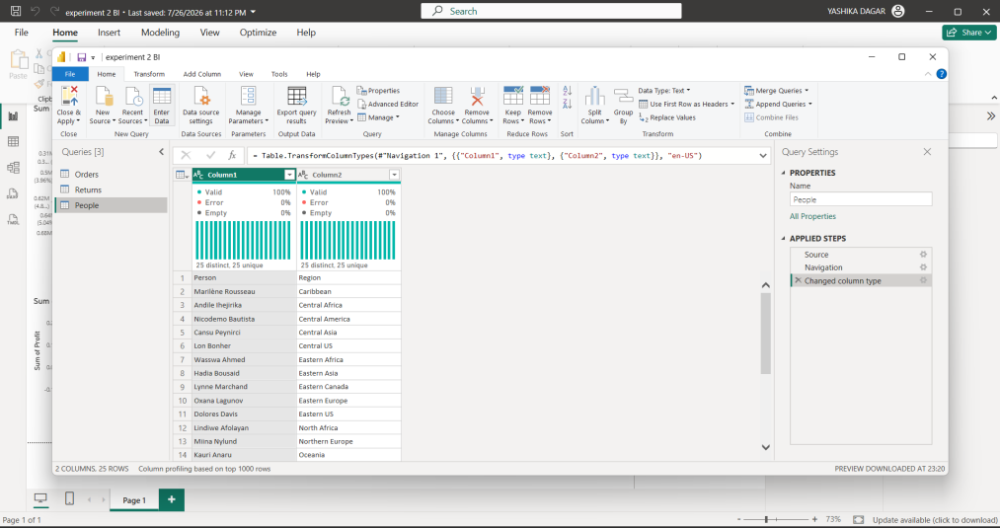 experiment 2 BI • Last saved: 7/26/2026 at 11:12 PM
Search
YASHIKA DAGAR
File Home Insert Modeling View Optimize Help
Share
Paste
Clipb
experiment 2 BI
File Home Transform Add Column View Tools Help
Close & Apply
New Source
Recent Sources
Enter Data
Data source settings
Manage Parameters
Export query results
Refresh Preview
Properties
Advanced Editor
Manage
Choose Columns
Remove Columns
Keep Rows
Remove Rows
Split Column
Group By
Data Type: Text
Use First Row as Headers
Replace Values
Merge Queries
Append Queries
Combine Files
Close New Query Data Sources Parameters Output Data Query Manage Columns Reduce Rows Sort Transform Combine
Sum
Queries [3]
Orders
Returns
People
fx = Table.TransformColumnTypes(#"Navigation 1", {{"Column1", type text}, {"Column2", type text}}, "en-US")
Column1 Column2
Valid 100% Valid 100%
Error 0% Error 0%
Empty 0% Empty 0%
25 distinct, 25 unique 25 distinct, 25 unique
1 Person Region
2 Marilène Rousseau Caribbean
3 Andile Ihejirika Central Africa
4 Nicodemo Bautista Central America
5 Cansu Peynirci Central Asia
6 Lon Bonher Central US
7 Wasswa Ahmed Eastern Africa
8 Hadia Bousaid Eastern Asia
9 Lynne Marchand Eastern Canada
10 Oxana Lagunov Eastern Europe
11 Dolores Davis Eastern US
12 Lindiwe Afolayan North Africa
13 Miina Nylund Northern Europe
14 Kauri Anaru Oceania
Query Settings
PROPERTIES
Name
People
All Properties
APPLIED STEPS
Source
Navigation
Changed column type
Sum
Sum of Profit
2 COLUMNS, 25 ROWS Column profiling based on top 1000 rows
PREVIEW DOWNLOADED AT 23:20
Page 1
Page 1 of 1
73%
Update available (click to download)